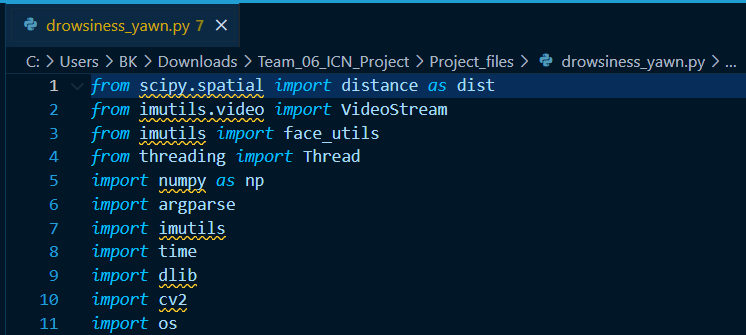 drowsiness_yawn.py 7 ×
C: > Users > BK > Downloads > Team_06_ICN_Project > Project_files > drowsiness_yawn.py > ...
1 from scipy.spatial import distance as dist
2 from imutils.video import VideoStream
3 from imutils import face_utils
4 from threading import Thread
5 import numpy as np
6 import argparse
7 import imutils
8 import time
9 import dlib
10 import cv2
11 import os